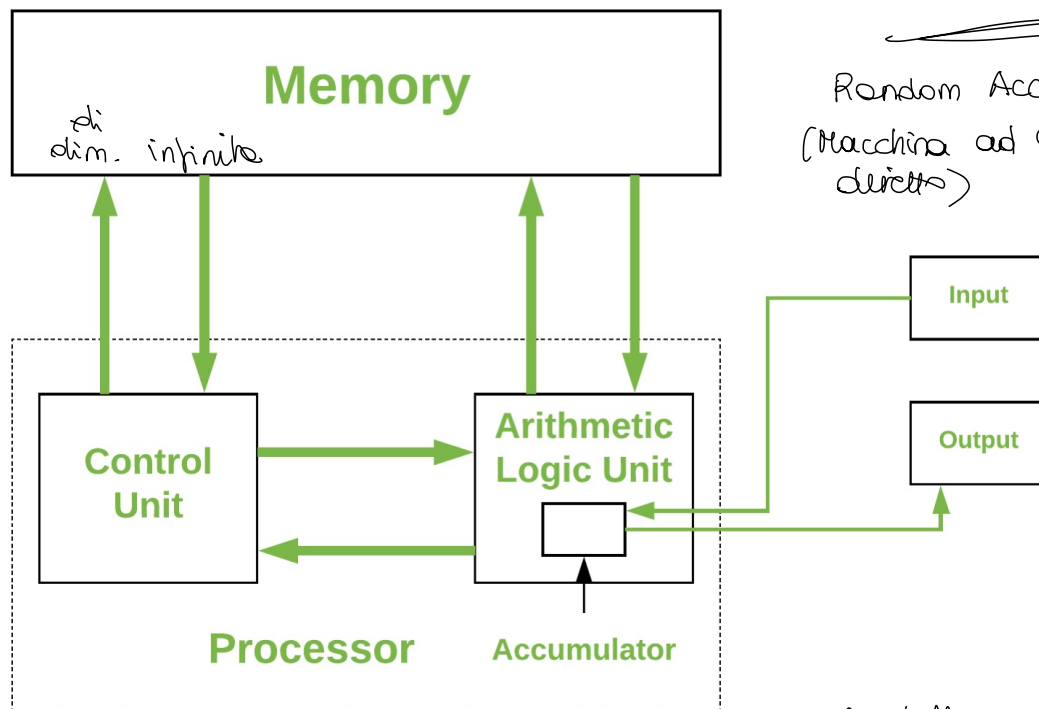 Memory
di
dim. infinita
Random Acc
(Macchina ad
diretto)
Input
Output
Arithmetic
Logic Unit
Control
Unit
Processor
Accumulator